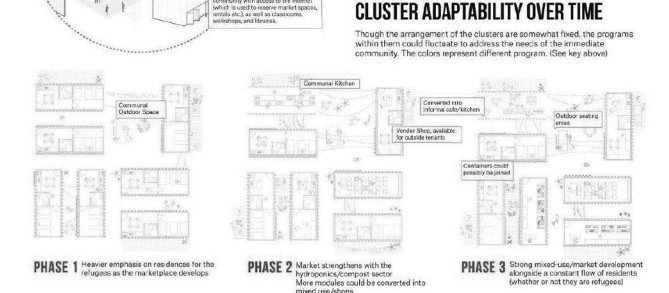 community with access to the internet
(which is used to reserve market spaces,
rentals etc.), as well as classrooms,
workshops, and libraries.
CLUSTER ADAPTABILITY OVER TIME
Though the arrangement of the clusters are somewhat fixed, the programs
within them could fluctuate to address the needs of the immediate
community. The colors represent different program. (See key above)
Communal
Outdoor Space
Communal Kitchen
Converted into
informal cafe/kitchen
Vendor Shop, available
for outside tenants
Outdoor seating
areas
Containers could
possibly be joined
PHASE 1 Heavier emphasis on residences for the
refugees as the marketplace develops
PHASE 2 Market strengthens with the
hydroponics/compost sector
More modules could be converted into
mixed use/shops
PHASE 3 Strong mixed-use/market development
alongside a constant flow of residents
(whether or not they are refugees)